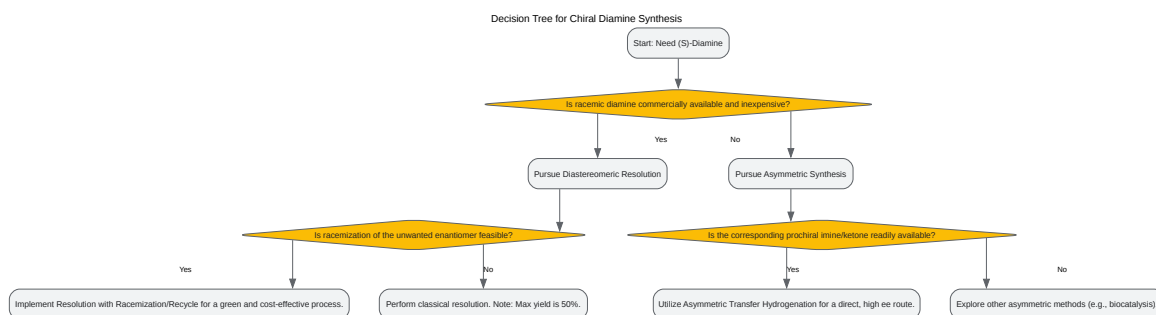 Decision Tree for Chiral Diamine Synthesis
Start: Need (S)-Diamine
Is racemic diamine commercially available and inexpensive?
Yes
No
Pursue Diastereomeric Resolution
Pursue Asymmetric Synthesis
Is racemization of the unwanted enantiomer feasible?
Is the corresponding prochiral imine/ketone readily available?
Yes
No
Yes
No
Implement Resolution with Racemization/Recycle for a green and cost-effective process.
Perform classical resolution. Note: Max yield is 50%.
Utilize Asymmetric Transfer Hydrogenation for a direct, high ee route.
Explore other asymmetric methods (e.g., biocatalysis)